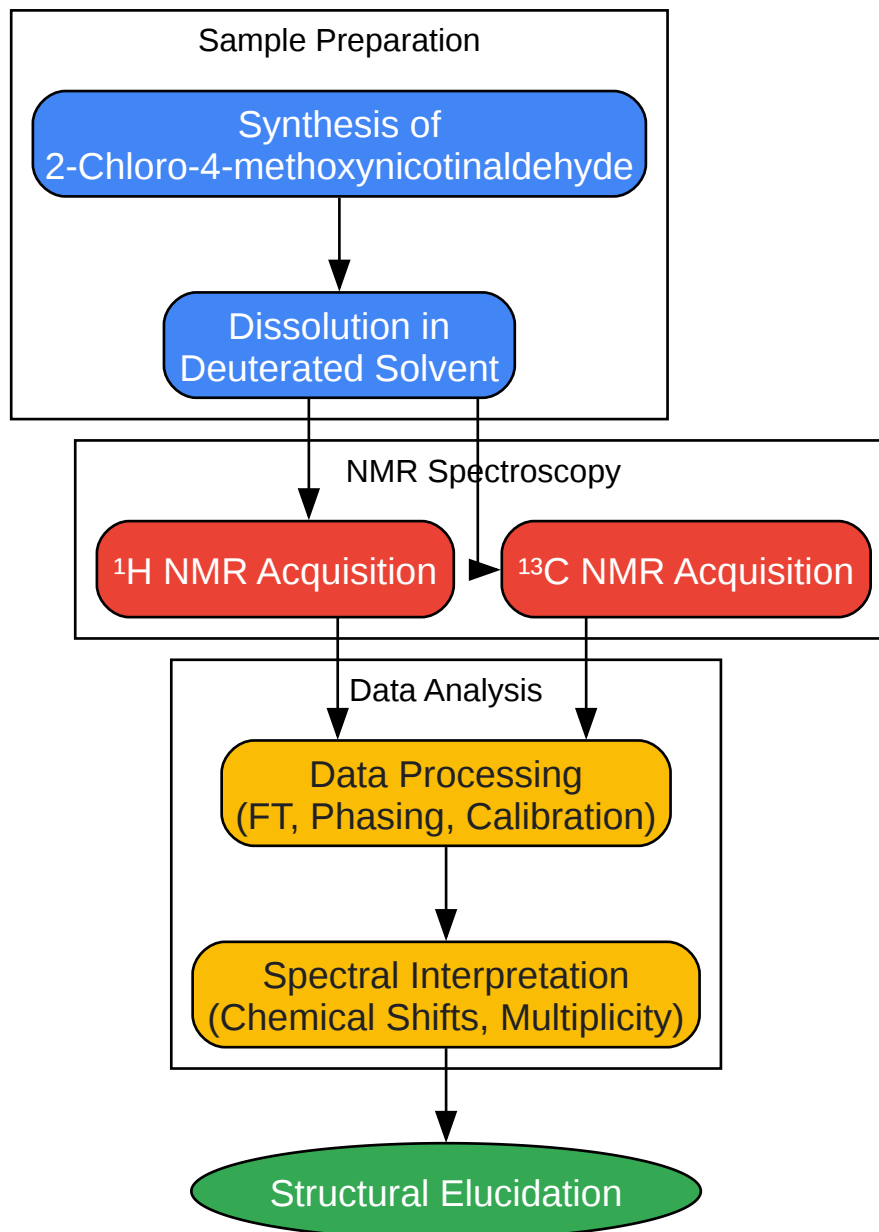 Sample Preparation
Synthesis of
2-Chloro-4-methoxynicotinaldehyde
Dissolution in
Deuterated Solvent
NMR Spectroscopy
¹H NMR Acquisition
¹³C NMR Acquisition
Data Analysis
Data Processing
(FT, Phasing, Calibration)
Spectral Interpretation
(Chemical Shifts, Multiplicity)
Structural Elucidation